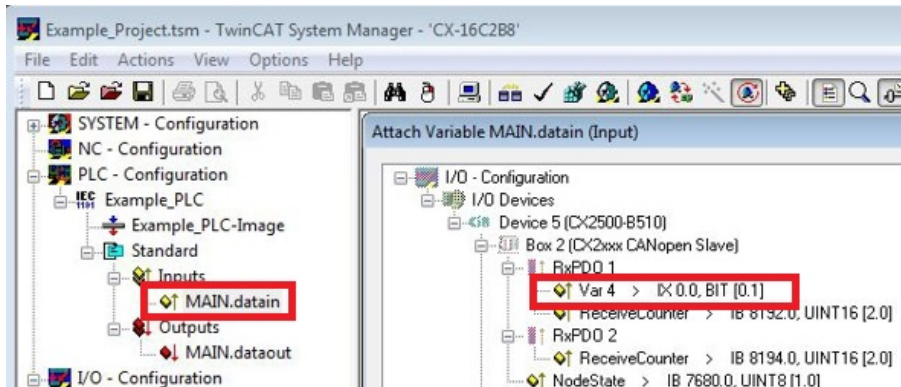 Example_Project.tsm - TwinCAT System Manager - 'CX-16C2B8'
File Edit Actions View Options Help
SYSTEM - Configuration
NC - Configuration
PLC - Configuration
Example_PLC
Example_PLC-Image
Standard
Inputs
MAIN.datain
Outputs
MAIN.dataout
I/O - Configuration
Attach Variable MAIN.datain (Input)
I/O - Configuration
I/O Devices
Device 5 (CX2500-B510)
Box 2 (CX2xxx CANopen Slave)
RxPDO 1
Var 4 > IX 0.0, BIT [0.1]
ReceiveCounter > IB 8192.0, UINT16 [2.0]
RxPDO 2
ReceiveCounter > IB 8194.0, UINT16 [2.0]
NodeState > IB 7680.0, UINT8 [1.0]